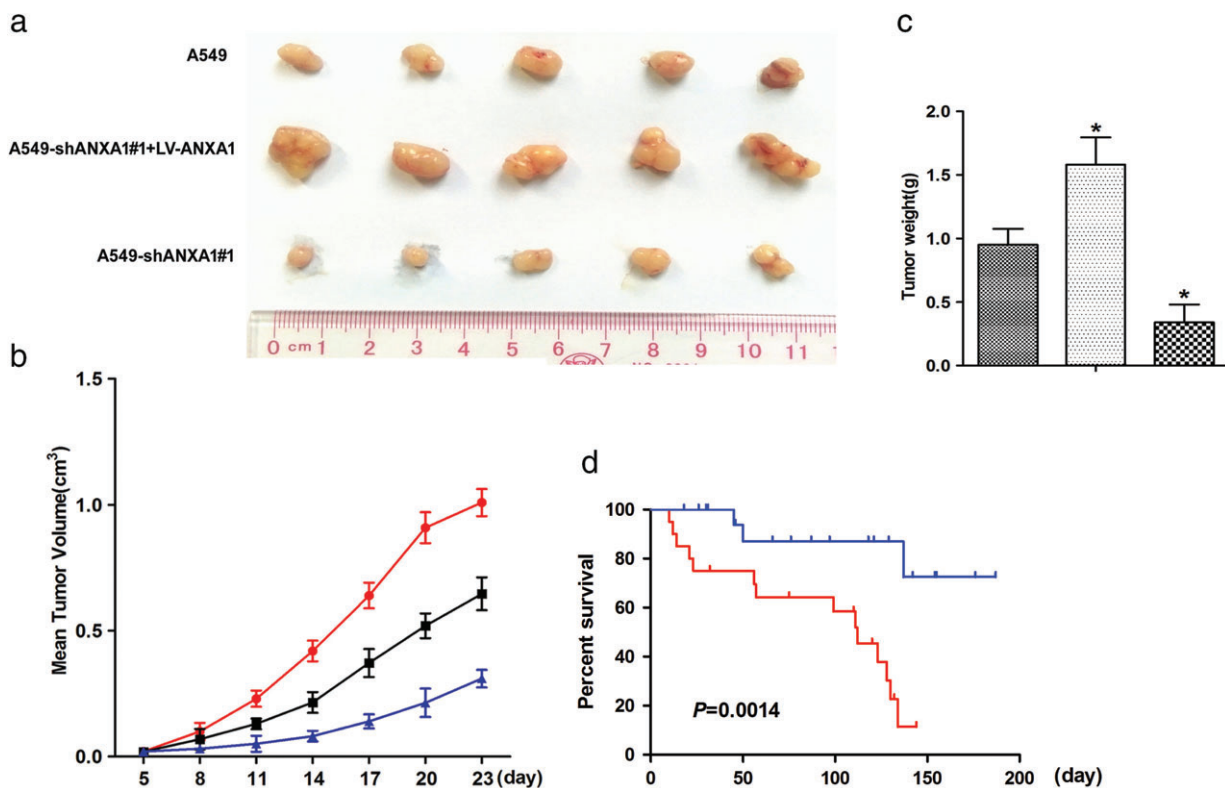 a
A549
A549-shANXA1#1+LV-ANXA1
A549-shANXA1#1
0 cm 1 2 3 4 5 6 7 8 9 10 11
b
Mean Tumor Volume(cm³)
1.5
1.0
0.5
0.0
5 8 11 14 17 20 23 (day)
c
Tumor weight(g)
2.0
1.5
1.0
0.5
0.0
*
*
d
Percent survival
100
80
60
40
20
0
P=0.0014
0 50 100 150 200 (day)